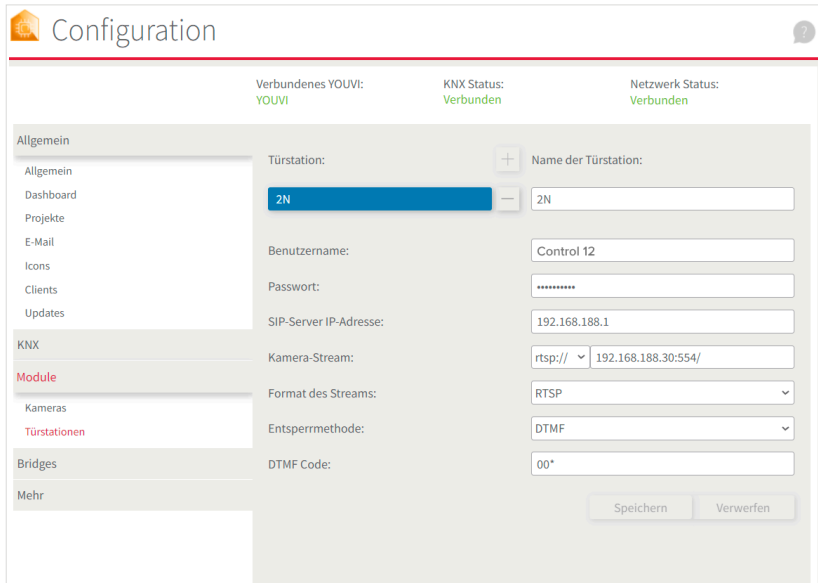 Configuration
?
Verbundenes YOUVI:
YOUVI
KNX Status:
Verbunden
Netzwerk Status:
Verbunden
Allgemein
Allgemein
Dashboard
Projekte
E-Mail
Icons
Clients
Updates
KNX
Module
Kameras
Türstationen
Bridges
Mehr
Türstation:
Name der Türstation:
2N
2N
Benutzername:
Control 12
Passwort:
••••••••••
SIP-Server IP-Adresse:
192.168.188.1
Kamera-Stream:
rtsp://
192.168.188.30:554/
Format des Streams:
RTSP
Entsperrmethode:
DTMF
DTMF Code:
00*
Speichern
Verwerfen